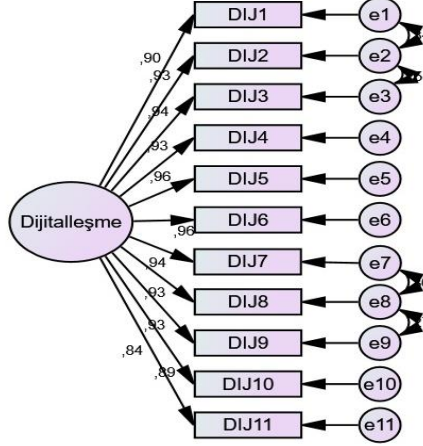 DIJ1
e1
,90
DIJ2
e2
,93
DIJ3
e3
,94
DIJ4
e4
,93
DIJ5
e5
,96
Dijitalleşme
DIJ6
e6
,96
DIJ7
e7
,94
DIJ8
e8
,93
DIJ9
e9
,93
,84
,89
DIJ10
e10
DIJ11
e11